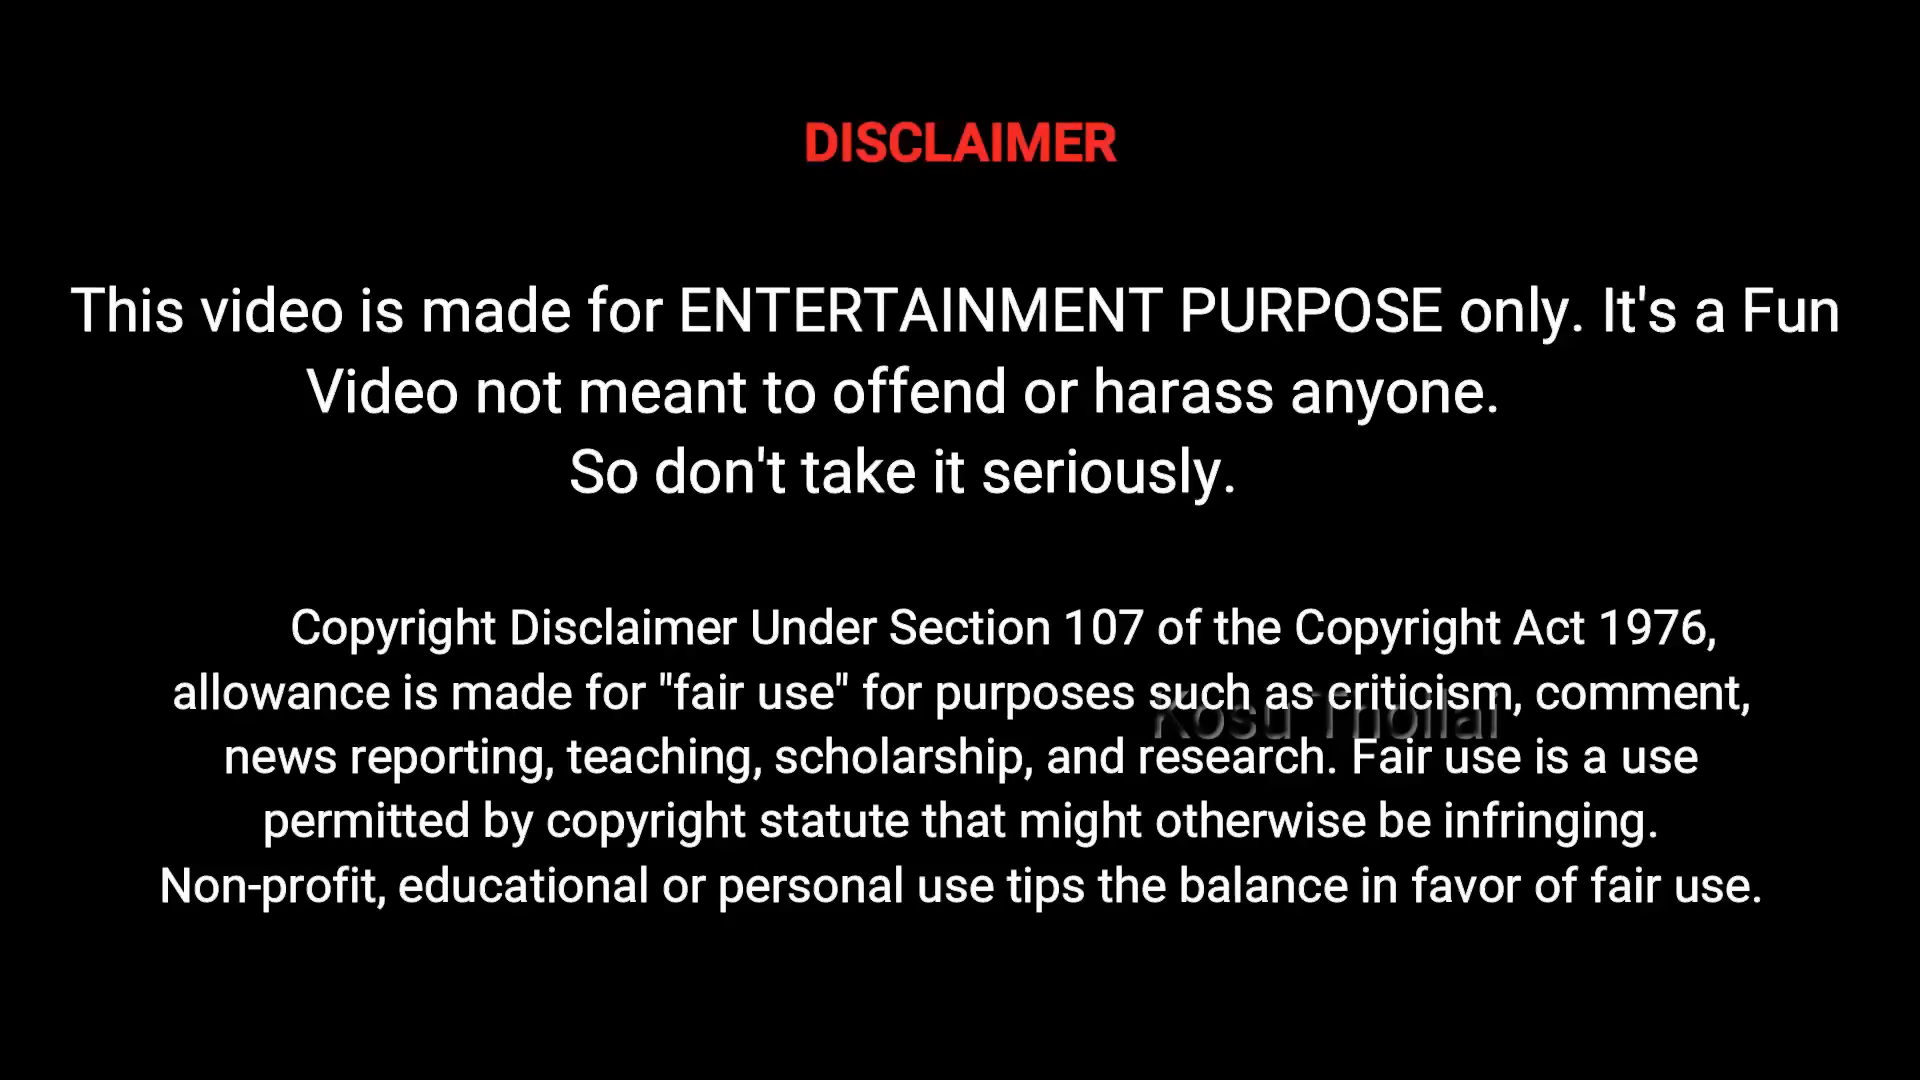 DISCLAIMER
This video is made for ENTERTAINMENT PURPOSE only. It's a Fun
Video not meant to offend or harass anyone.
So don't take it seriously.
Copyright Disclaimer Under Section 107 of the Copyright Act 1976,
allowance is made for "fair use" for purposes such as criticism, comment,
Kosu Thollai
news reporting, teaching, scholarship, and research. Fair use is a use
permitted by copyright statute that might otherwise be infringing.
Non-profit, educational or personal use tips the balance in favor of fair use.